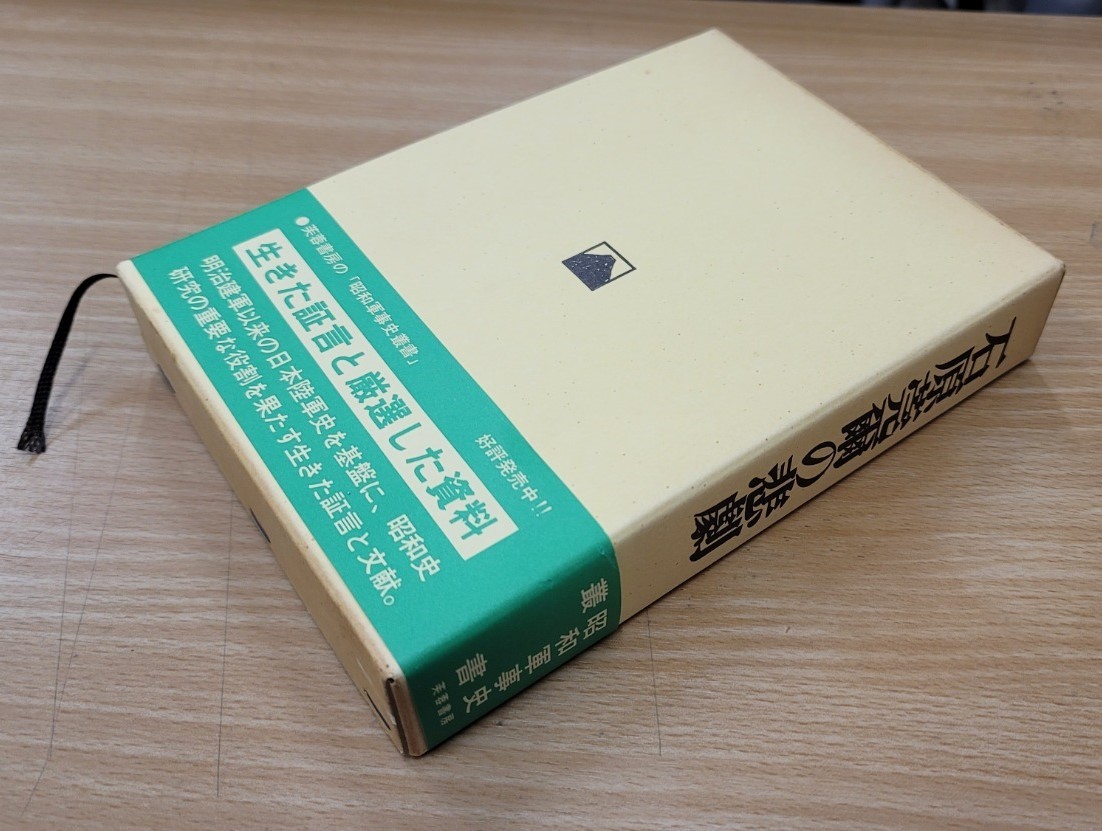 ●芙蓉書房の「昭和軍事史叢書」
好評発売中!!
生きた証言と厳選した資料
明治建軍以来の日本陸軍史を基盤に、昭和史
研究の重要な役割を果たす生きた証言と文献。
石原莞爾の悲劇
昭和軍事史
叢書
芙蓉書房